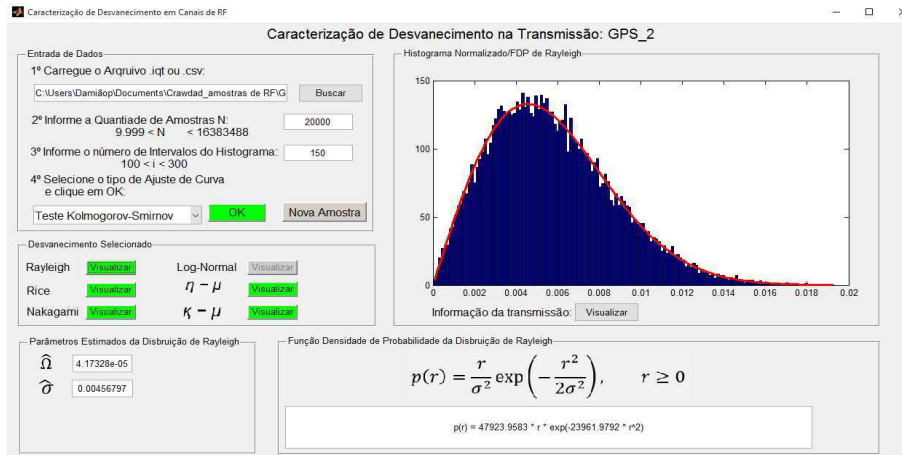 Caracterização de Desvanecimento em Canais de RF
Caracterização de Desvanecimento na Transmissão: GPS_2
Entrada de Dados
1º Carregue o Arqruivo .iqt ou .csv:
C:\Users\Damiãop\Documents\Crawdad_amostras de RF\G
Buscar
2º Informe a Quantiade de Amostras N:
9.999 < N < 16383488
20000
3º Informe o número de Intervalos do Histograma:
100 < i < 300
150
4º Selecione o tipo de Ajuste de Curva
e clique em OK:
Teste Kolmogorov-Smirnov
OK
Nova Amostra
Histograma Normalizado/FDP de Rayleigh
150
100
50
0
0 0.002 0.004 0.006 0.008 0.01 0.012 0.014 0.016 0.018 0.02
Informação da transmissão: Visualizar
Desvanecimento Selecionado
Rayleigh Visualizar Log-Normal Visualizar
Rice Visualizar η − μ Visualizar
Nakagami Visualizar κ − μ Visualizar
Parâmetros Estimados da Disbruição de Rayleigh
Ω̂ 4.17328e-05
σ̂ 0.00456797
Função Densidade de Probabilidade da Disbruição de Rayleigh
p(r) = r/σ² exp(−r²/2σ²), r ≥ 0
p(r) = 47923.9583 * r * exp(-23961.9792 * r^2)